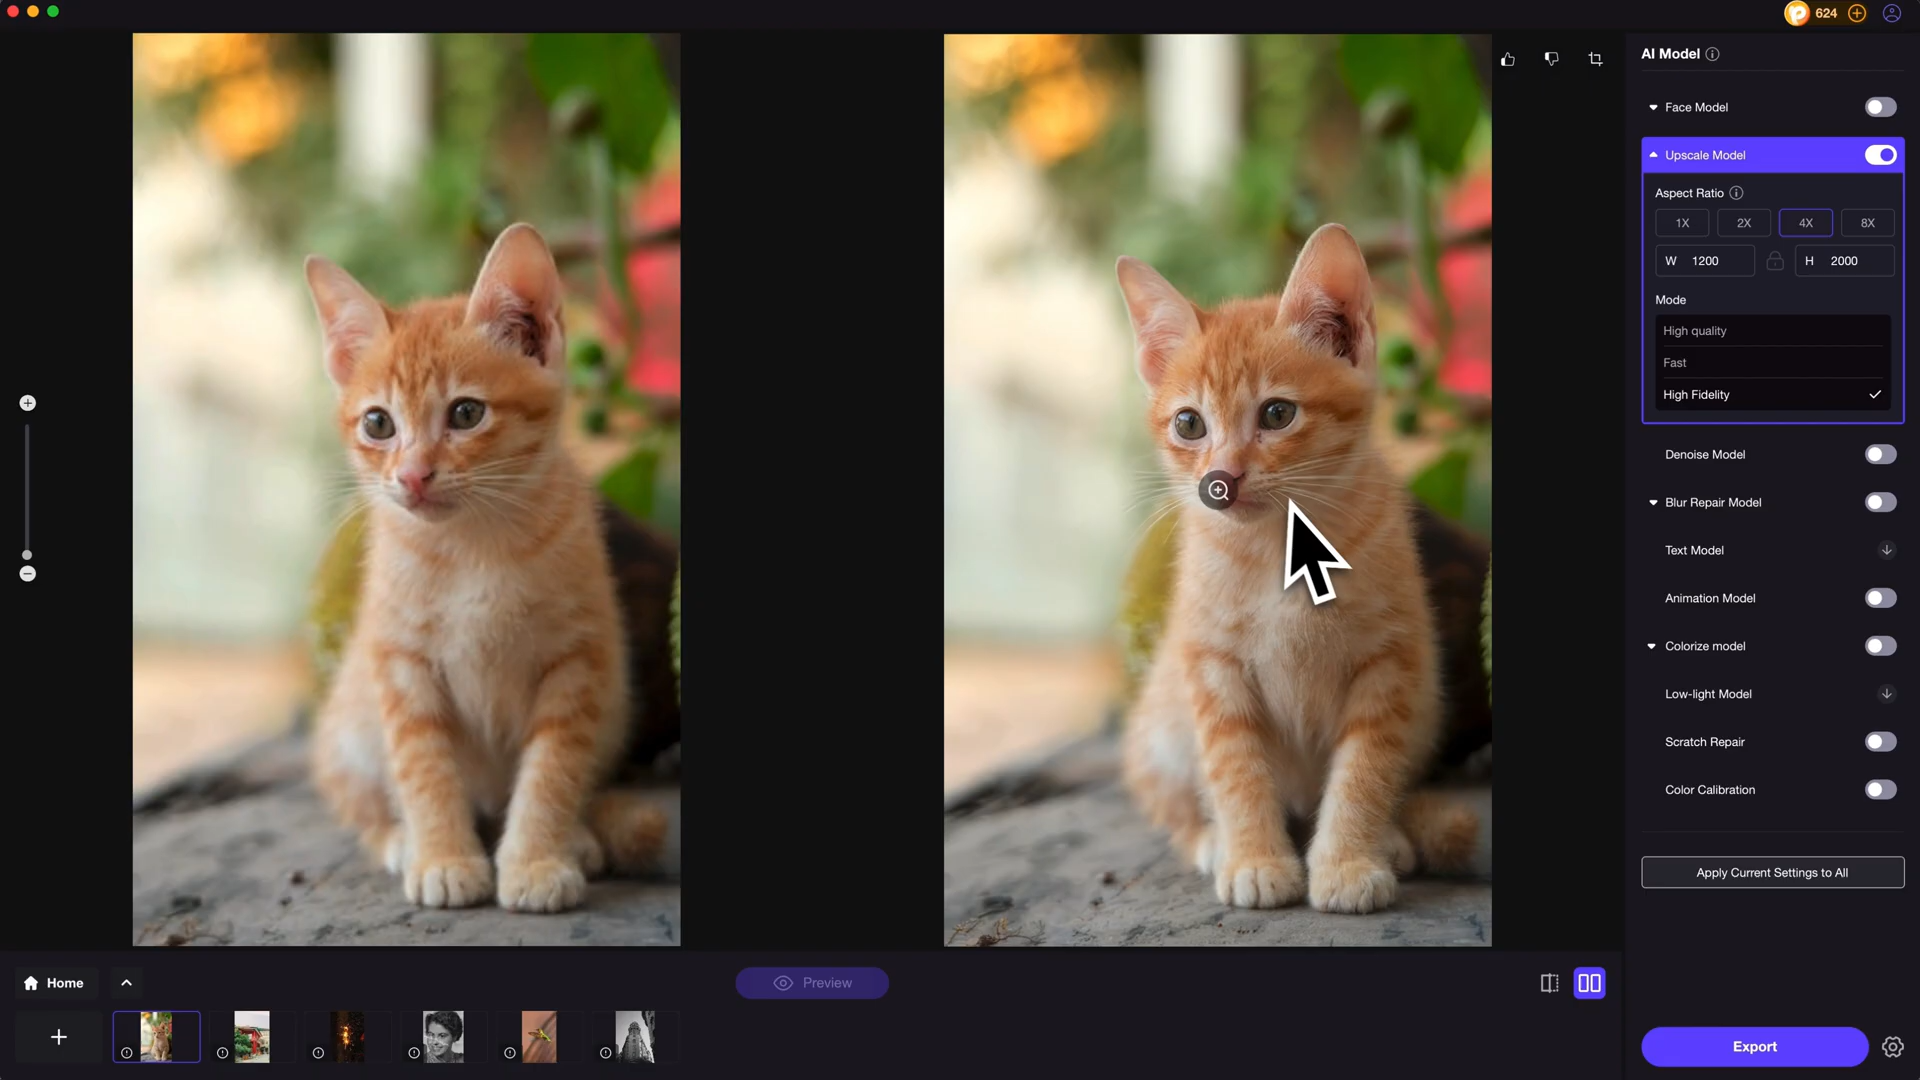 624
AI Model
Face Model
Upscale Model
Aspect Ratio
1X 2X 4X 8X
W 1200 H 2000
Mode
High quality
Fast
High Fidelity
Denoise Model
Blur Repair Model
Text Model
Animation Model
Colorize model
Low-light Model
Scratch Repair
Color Calibration
Apply Current Settings to All
Home
Preview
Export